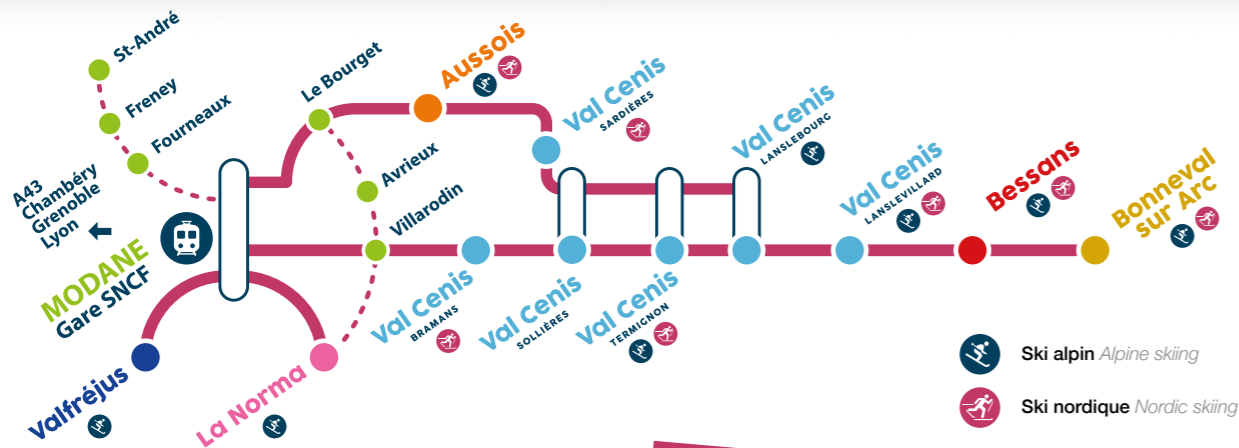 St-André
Freney
Fourneaux
A43
Chambéry
Grenoble
Lyon
MODANE
Gare SNCF
Le Bourget
Avrieux
Villarodin
Aussois
Val Cenis
SARDIÈRES
Val Cenis
LANSLEBOURG
Val Cenis
LANSLEVILLARD
Bessans
Bonneval
sur Arc
Valfréjus
La Norma
Val Cenis
BRAMANS
Val Cenis
SOLLIÈRES
Val Cenis
TERMIGNON
Ski alpin Alpine skiing
Ski nordique Nordic skiing